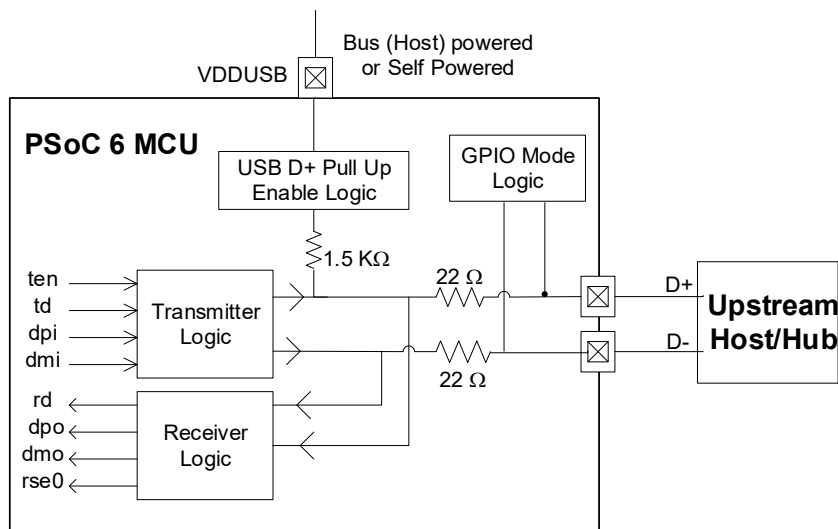 Bus (Host) powered
or Self Powered
VDDUSB
PSoC 6 MCU
USB D+ Pull Up
Enable Logic
GPIO Mode
Logic
1.5 KΩ
22 Ω
ten
td
dpi
dmi
Transmitter
Logic
D+
D-
Upstream
Host/Hub
22 Ω
rd
dpo
dmo
rse0
Receiver
Logic